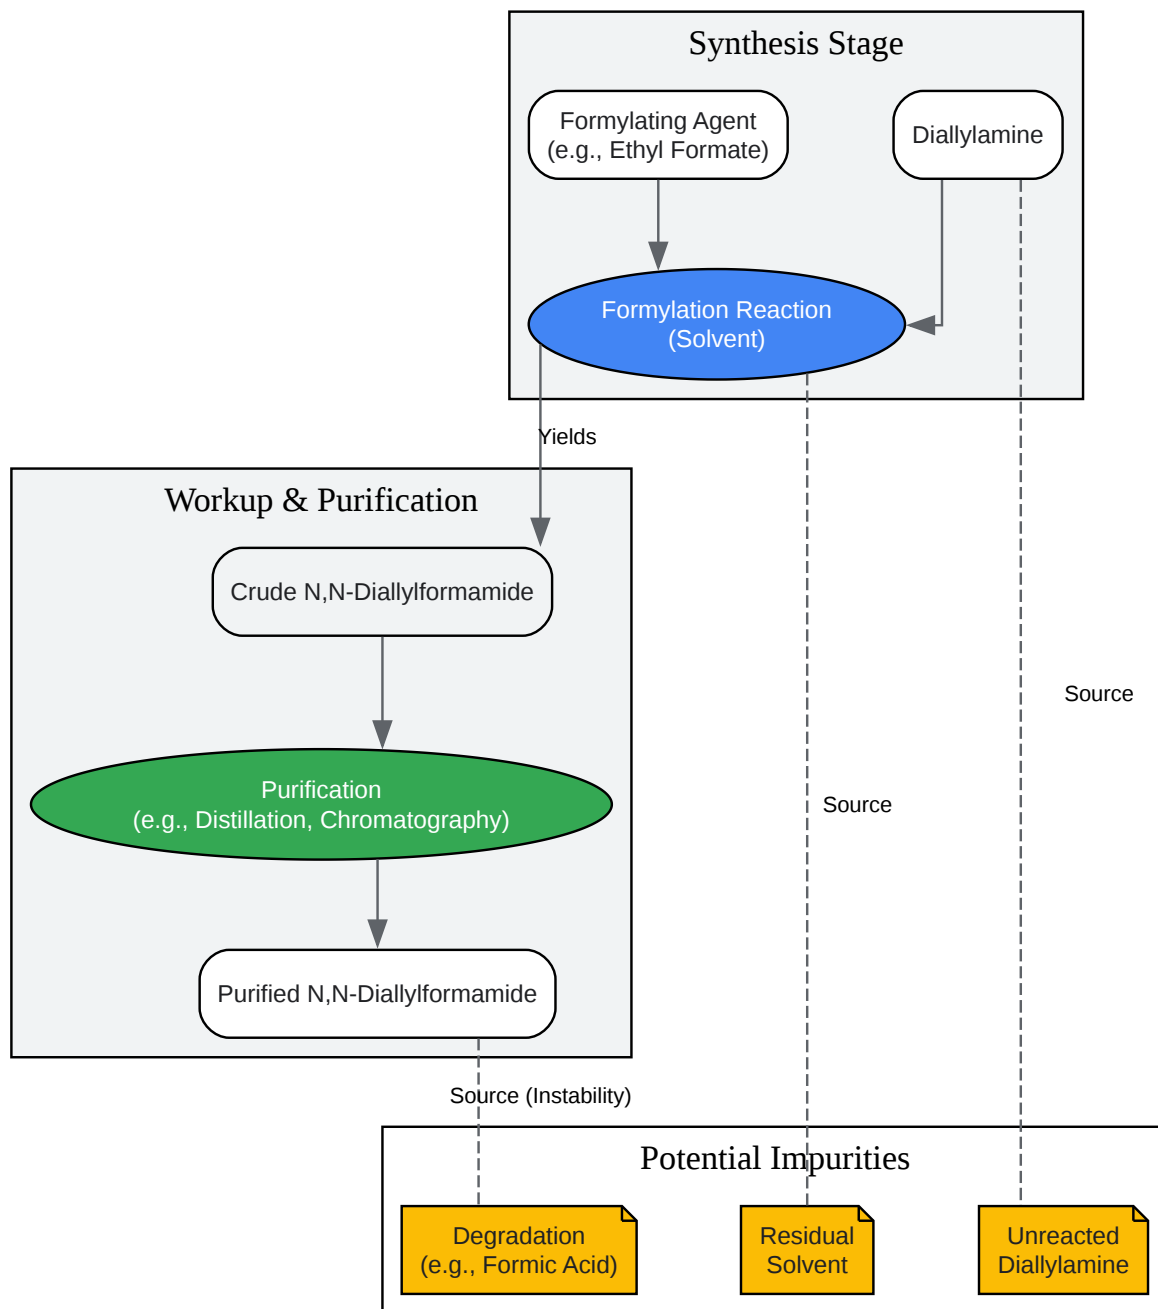 Synthesis Stage
Formylating Agent
(e.g., Ethyl Formate)
Diallylamine
Formylation Reaction
(Solvent)
Yields
Workup & Purification
Crude N,N-Diallylformamide
Source
Purification
(e.g., Distillation, Chromatography)
Source
Purified N,N-Diallylformamide
Source (Instability)
Potential Impurities
Degradation
(e.g., Formic Acid)
Residual
Solvent
Unreacted
Diallylamine